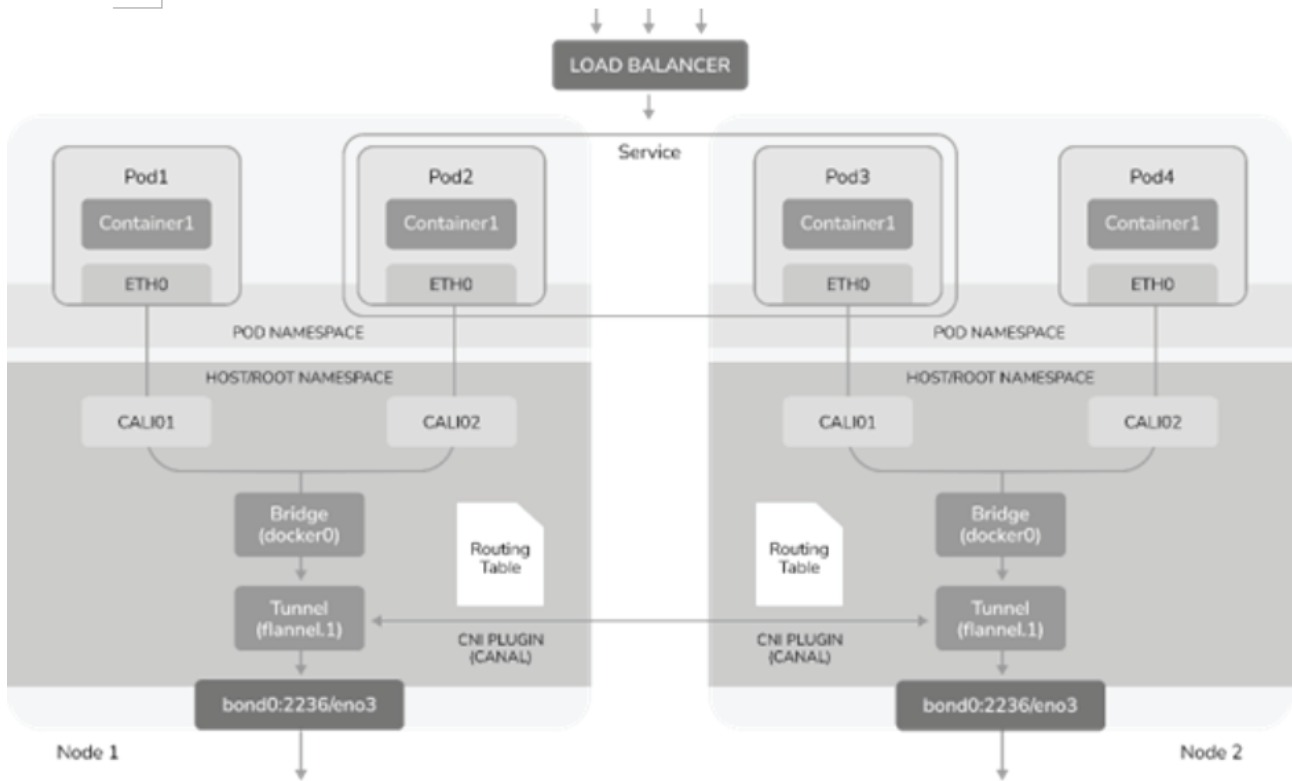 LOAD BALANCER
Service
Pod1
Container1
ETH0
Pod2
Container1
ETH0
POD NAMESPACE
HOST/ROOT NAMESPACE
CALI01
CALI02
Bridge
(docker0)
Tunnel
(flannel.1)
Routing
Table
CNI PLUGIN
(CANAL)
bond0:2236/eno3
Node 1
Pod3
Container1
ETH0
Pod4
Container1
ETH0
POD NAMESPACE
HOST/ROOT NAMESPACE
CALI01
CALI02
Routing
Table
Bridge
(docker0)
Tunnel
(flannel.1)
CNI PLUGIN
(CANAL)
bond0:2236/eno3
Node 2